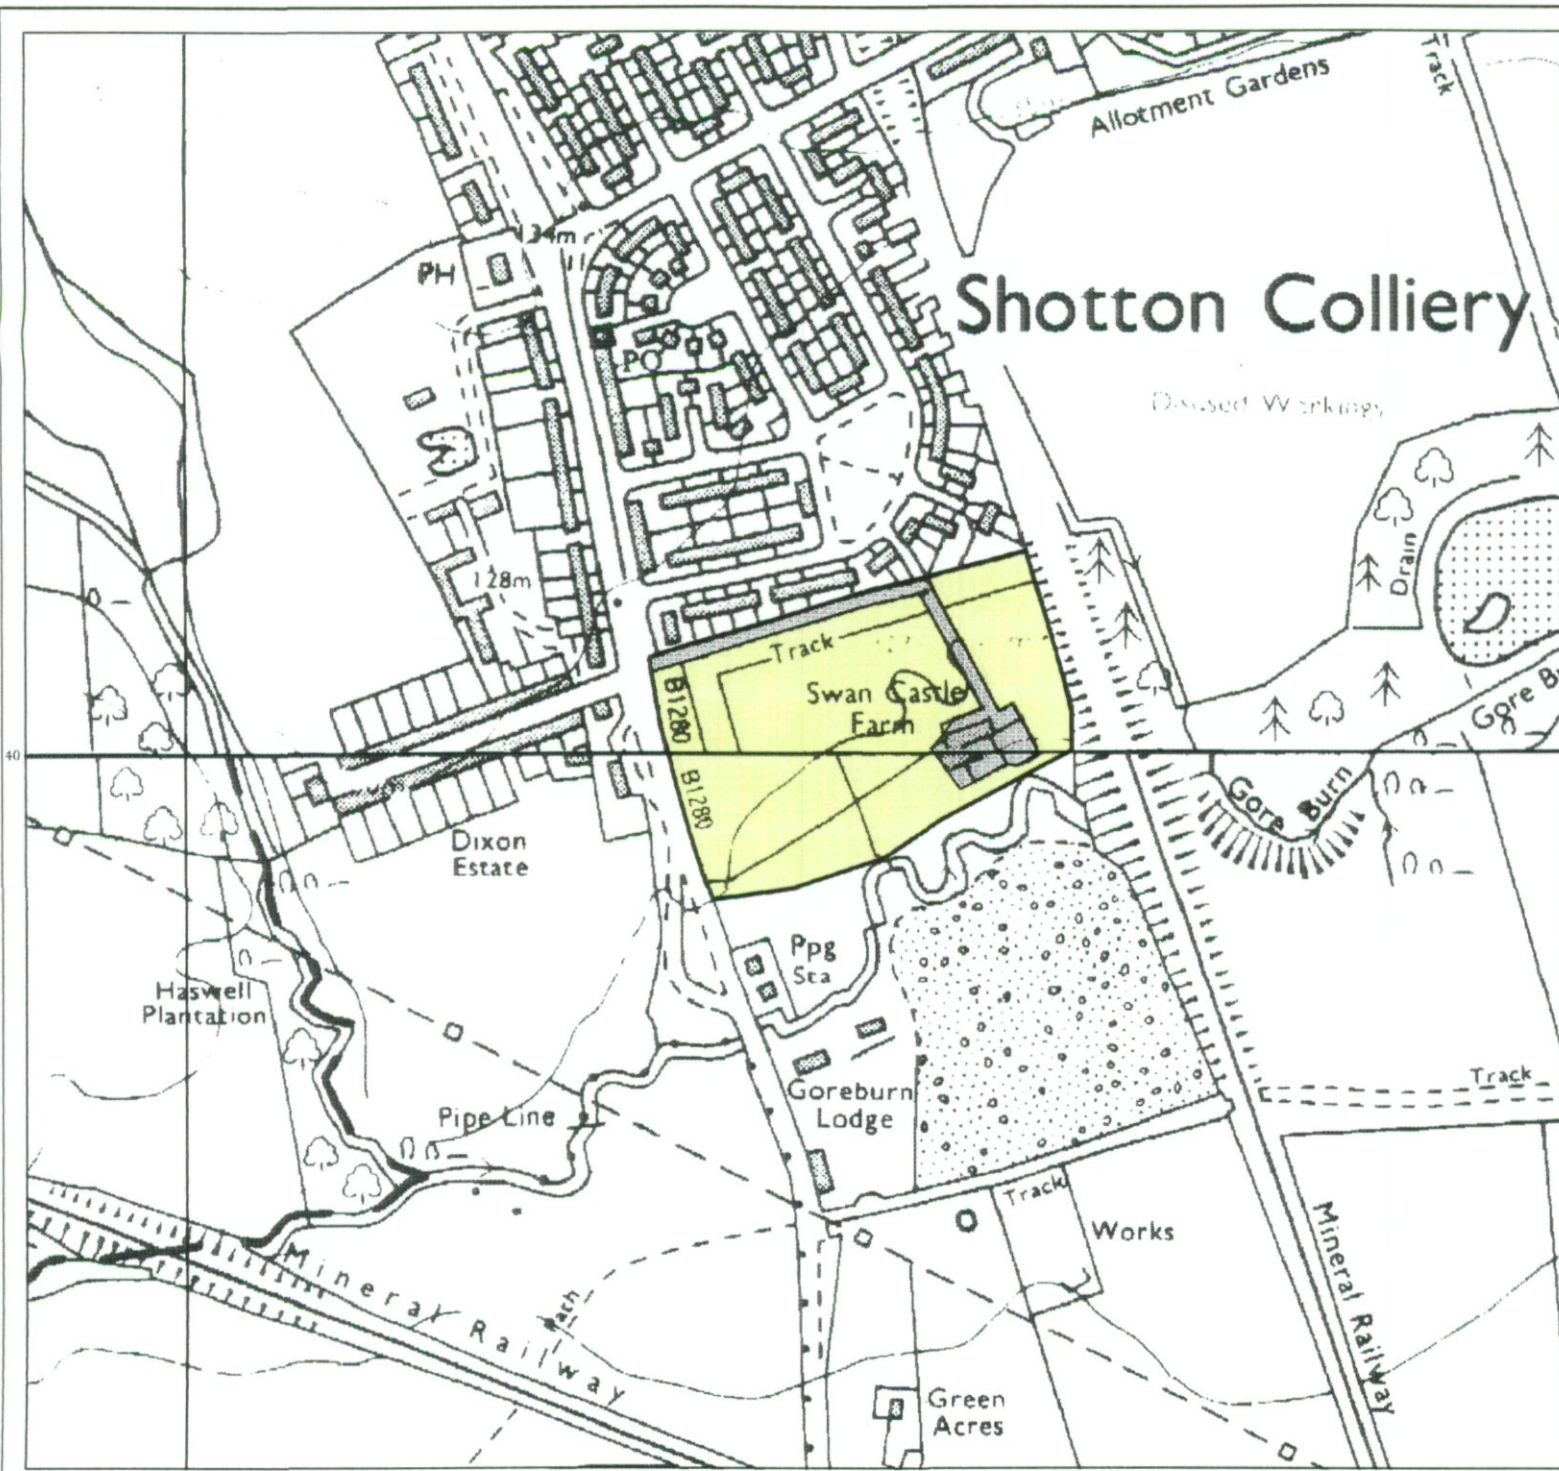 Track
Allotment Gardens
134m
PH
Shotton Colliery
PO
Disused Workings
Drain
128m
Track
B1280
Swan Castle
Farm
Gore
40
B1280
Gore Burn
Dixon
Estate
Ppg
Sta
Haswell
Plantation
Track
Goreburn
Lodge
Pipe Line
Track
Works
Mineral Railway
Mineral Railway
Path
Green
Acres